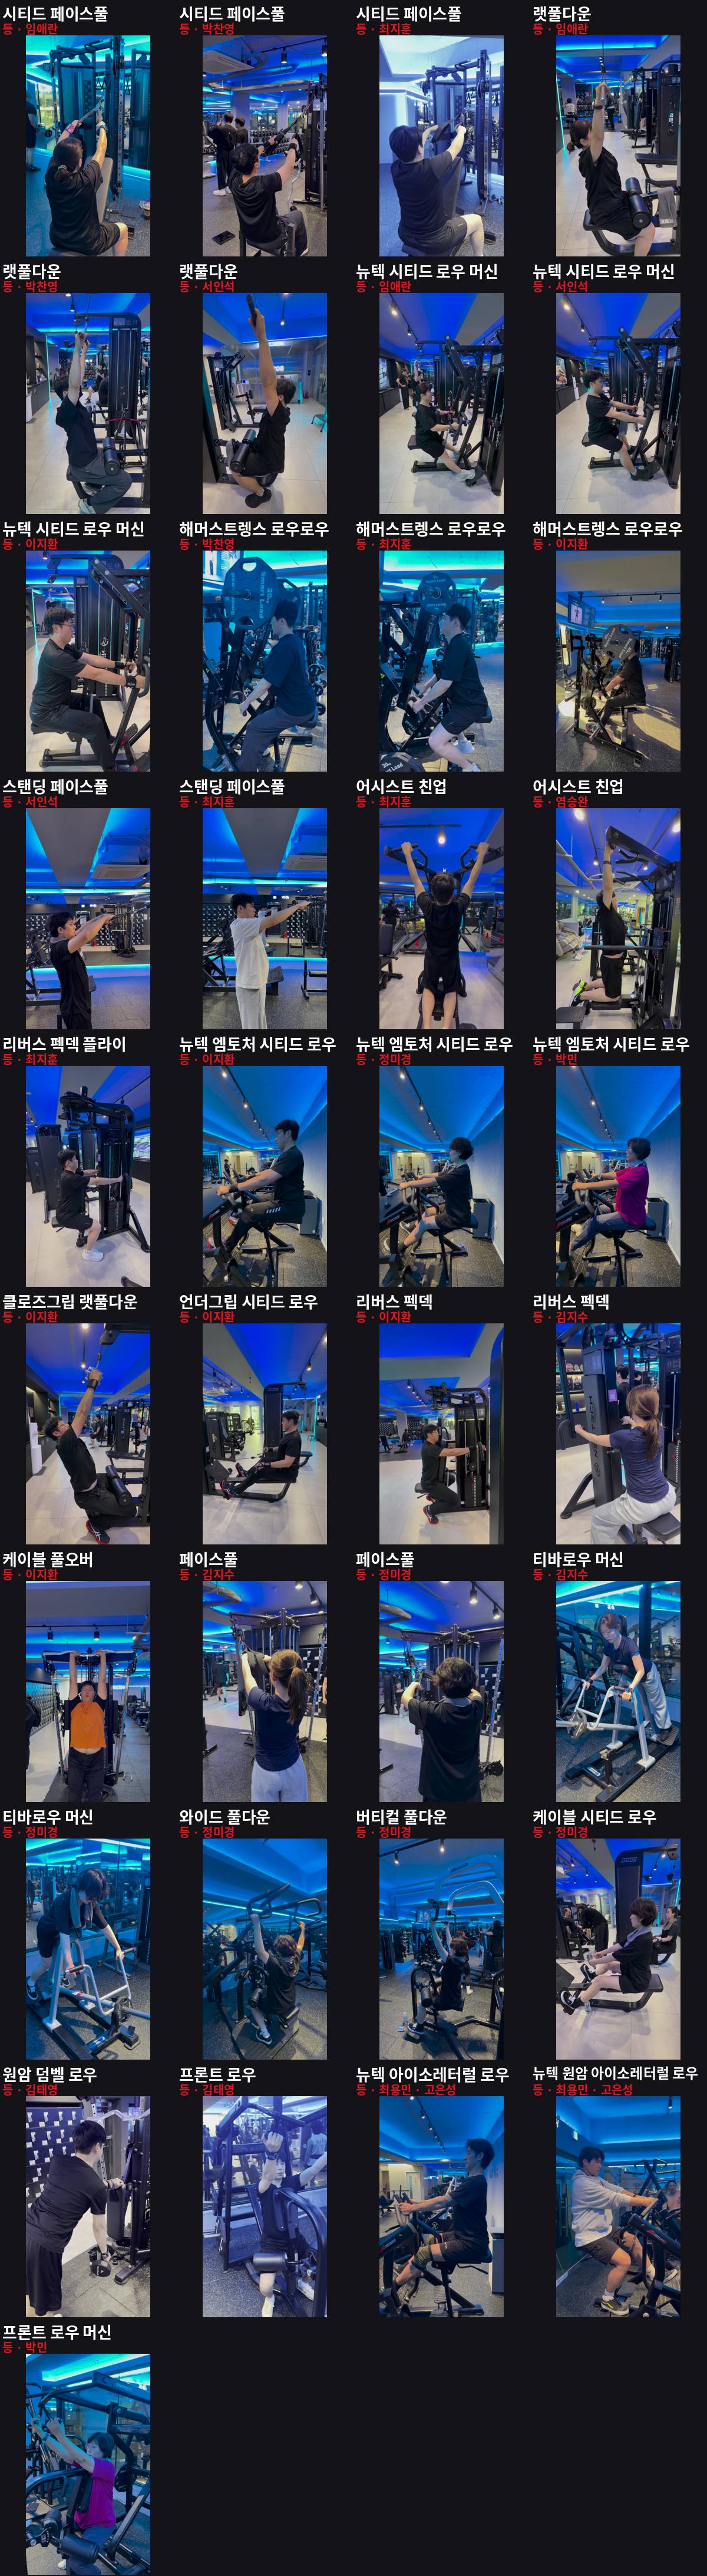 시티드 페이스풀
등 · 임애란
시티드 페이스풀
등 · 박찬영
시티드 페이스풀
등 · 최지훈
랫풀다운
등 · 임애란
랫풀다운
등 · 박찬영
랫풀다운
등 · 서인석
뉴텍 시티드 로우 머신
등 · 임애란
뉴텍 시티드 로우 머신
등 · 서인석
뉴텍 시티드 로우 머신
등 · 이지환
해머스트렝스 로우로우
등 · 박찬영
해머스트렝스 로우로우
등 · 최지훈
해머스트렝스 로우로우
등 · 이지환
스탠딩 페이스풀
등 · 서인석
스탠딩 페이스풀
등 · 최지훈
어시스트 친업
등 · 최지훈
어시스트 친업
등 · 염승완
리버스 펙덱 플라이
등 · 최지훈
뉴텍 엠토처 시티드 로우
등 · 이지환
뉴텍 엠토처 시티드 로우
등 · 정미경
뉴텍 엠토처 시티드 로우
등 · 박민
클로즈그립 랫풀다운
등 · 이지환
언더그립 시티드 로우
등 · 이지환
리버스 펙덱
등 · 이지환
리버스 펙덱
등 · 김지수
케이블 풀오버
등 · 이지환
페이스풀
등 · 김지수
페이스풀
등 · 정미경
티바로우 머신
등 · 김지수
티바로우 머신
등 · 정미경
와이드 풀다운
등 · 정미경
버티컬 풀다운
등 · 정미경
케이블 시티드 로우
등 · 정미경
원암 덤벨 로우
등 · 김태영
프론트 로우
등 · 김태영
뉴텍 아이소레터럴 로우
등 · 최용민 · 고은성
뉴텍 원암 아이소레터럴 로우
등 · 최용민 · 고은성
프론트 로우 머신
등 · 박민